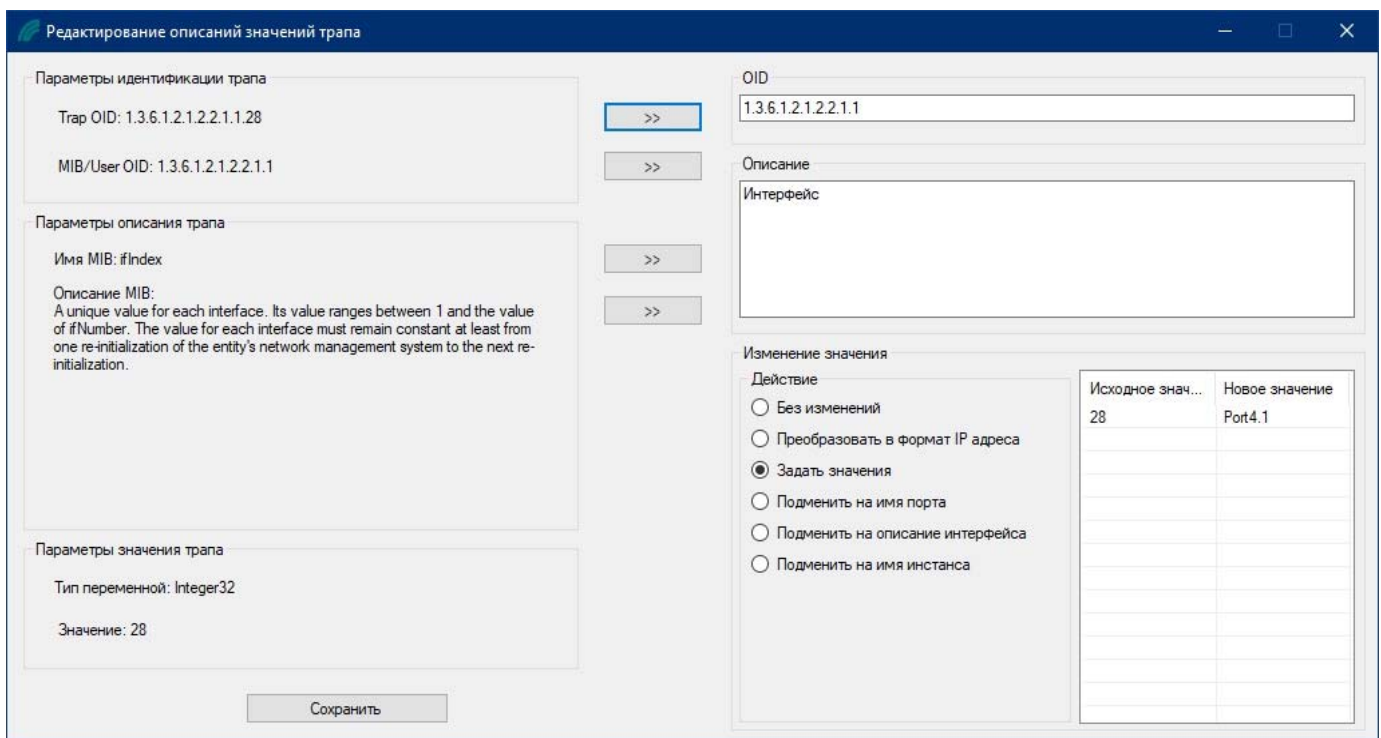 Редактирование описаний значений трапа
Параметры идентификации трапа
Trap OID: 1.3.6.1.2.1.2.2.1.1.28
MIB/User OID: 1.3.6.1.2.1.2.2.1.1
>>
>>
Параметры описания трапа
Имя MIB: ifIndex
Описание MIB:
A unique value for each interface. Its value ranges between 1 and the value
of ifNumber. The value for each interface must remain constant at least from
one re-initialization of the entity's network management system to the next re-
initialization.
>>
>>
Параметры значения трапа
Тип переменной: Integer32
Значение: 28
Сохранить
OID
1.3.6.1.2.1.2.2.1.1
Описание
Интерфейс
Изменение значения
Действие
Без изменений
Преобразовать в формат IP адреса
Задать значения
Подменить на имя порта
Подменить на описание интерфейса
Подменить на имя инстанса
Исходное знач... Новое значение
28 Port4.1